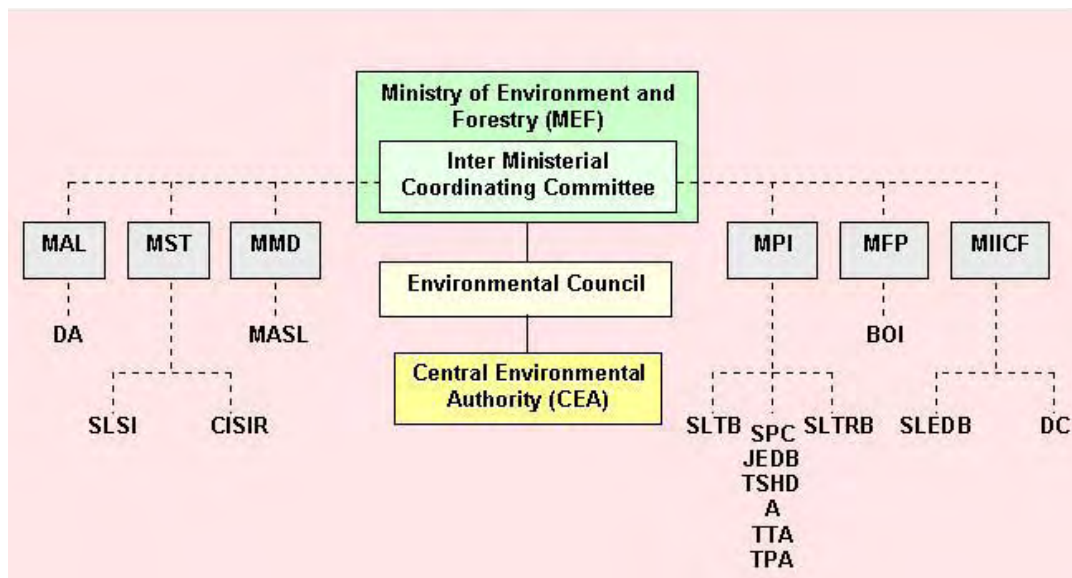 Ministry of Environment and
Forestry (MEF)
Inter Ministerial
Coordinating Committee
MAL
MST
MMD
MPI
MFP
MIICF
Environmental Council
DA
MASL
BOI
Central Environmental
Authority (CEA)
SLSI
CISIR
SLTB
SPC
JEDB
TSHD
A
TTA
TPA
SLTRB
SLEDB
DC